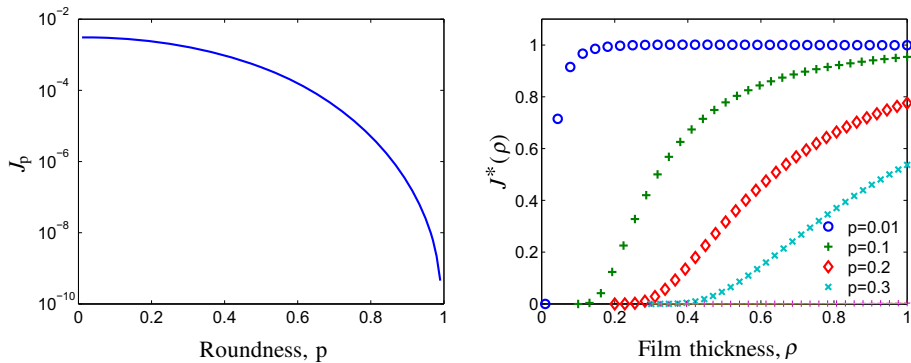 10⁻²
10⁻⁴
10⁻⁶
10⁻⁸
10⁻¹⁰
J_p
0 0.2 0.4 0.6 0.8 1
Roundness, p
1
0.8
0.6
0.4
0.2
0
J*(ρ)
p=0.01
p=0.1
p=0.2
p=0.3
0 0.2 0.4 0.6 0.8 1
Film thickness, ρ